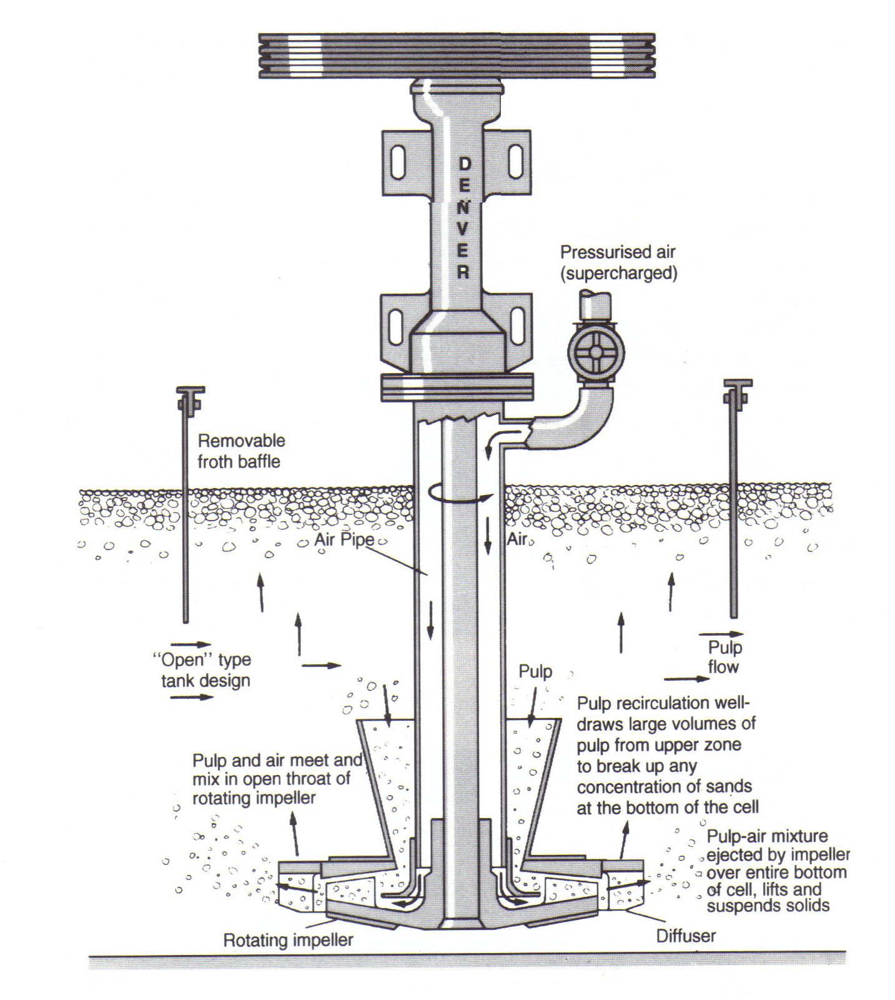 DENVER
Pressurised air
(supercharged)
Removable
froth baffle
Air Pipe
Air
"Open" type
tank design
Pulp
flow
Pulp
Pulp recirculation well-
draws large volumes of
pulp from upper zone
to break up any
concentration of sands
at the bottom of the cell
Pulp and air meet and
mix in open throat of
rotating impeller
Pulp-air mixture
ejected by impeller
over entire bottom
of cell, lifts and
suspends solids
Rotating impeller
Diffuser